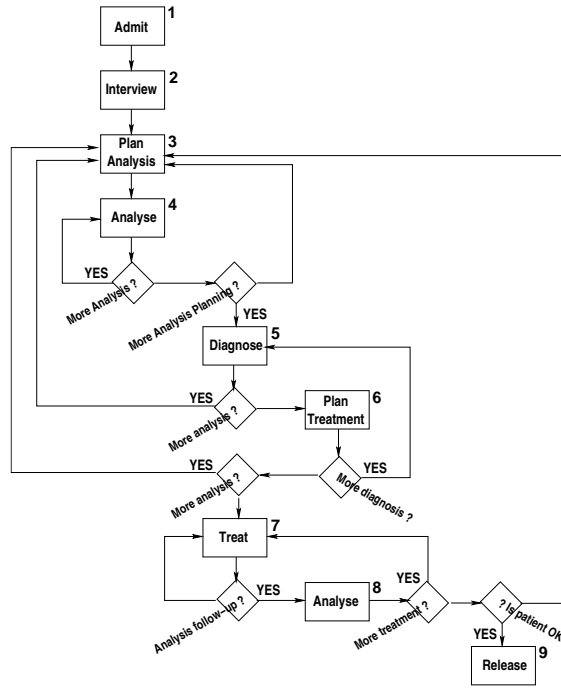 1
Admit
2
Interview
3
Plan
Analysis
4
Analyse
YES
More Analysis ?
More Analysis Planning ?
YES
5
Diagnose
YES
More analysis ?
6
Plan
Treatment
YES
More diagnosis ?
YES
More analysis ?
7
Treat
YES
Analysis follow-up ?
8
Analyse
YES
More treatment ?
? Is patient OK
YES
9
Release